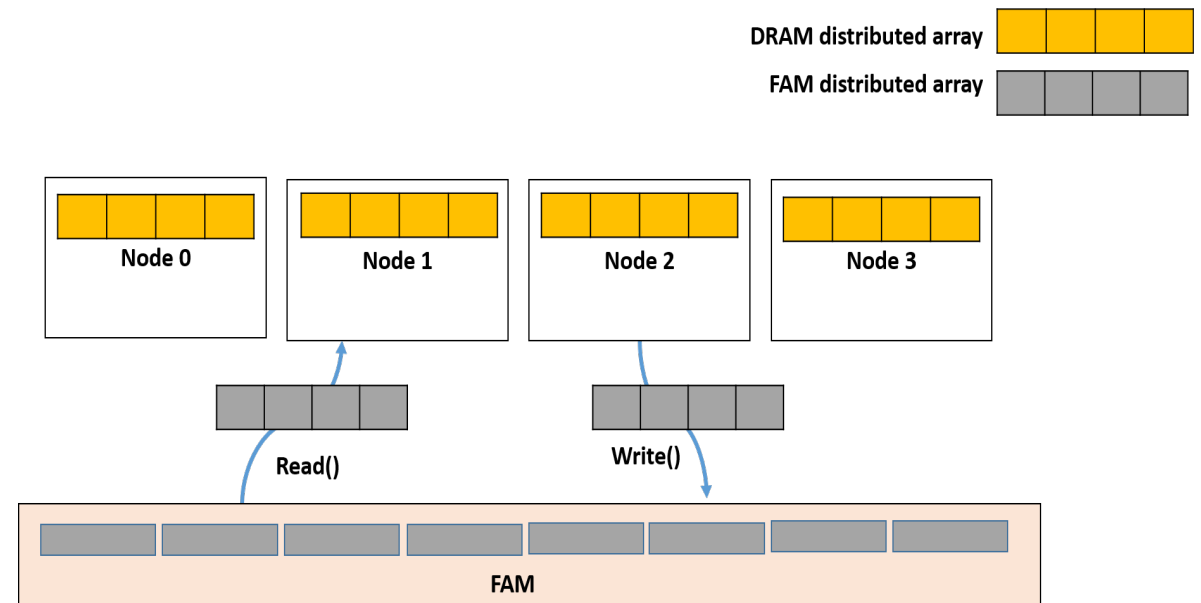 DRAM distributed array
FAM distributed array
Node 0
Node 1
Node 2
Node 3
Read()
Write()
FAM